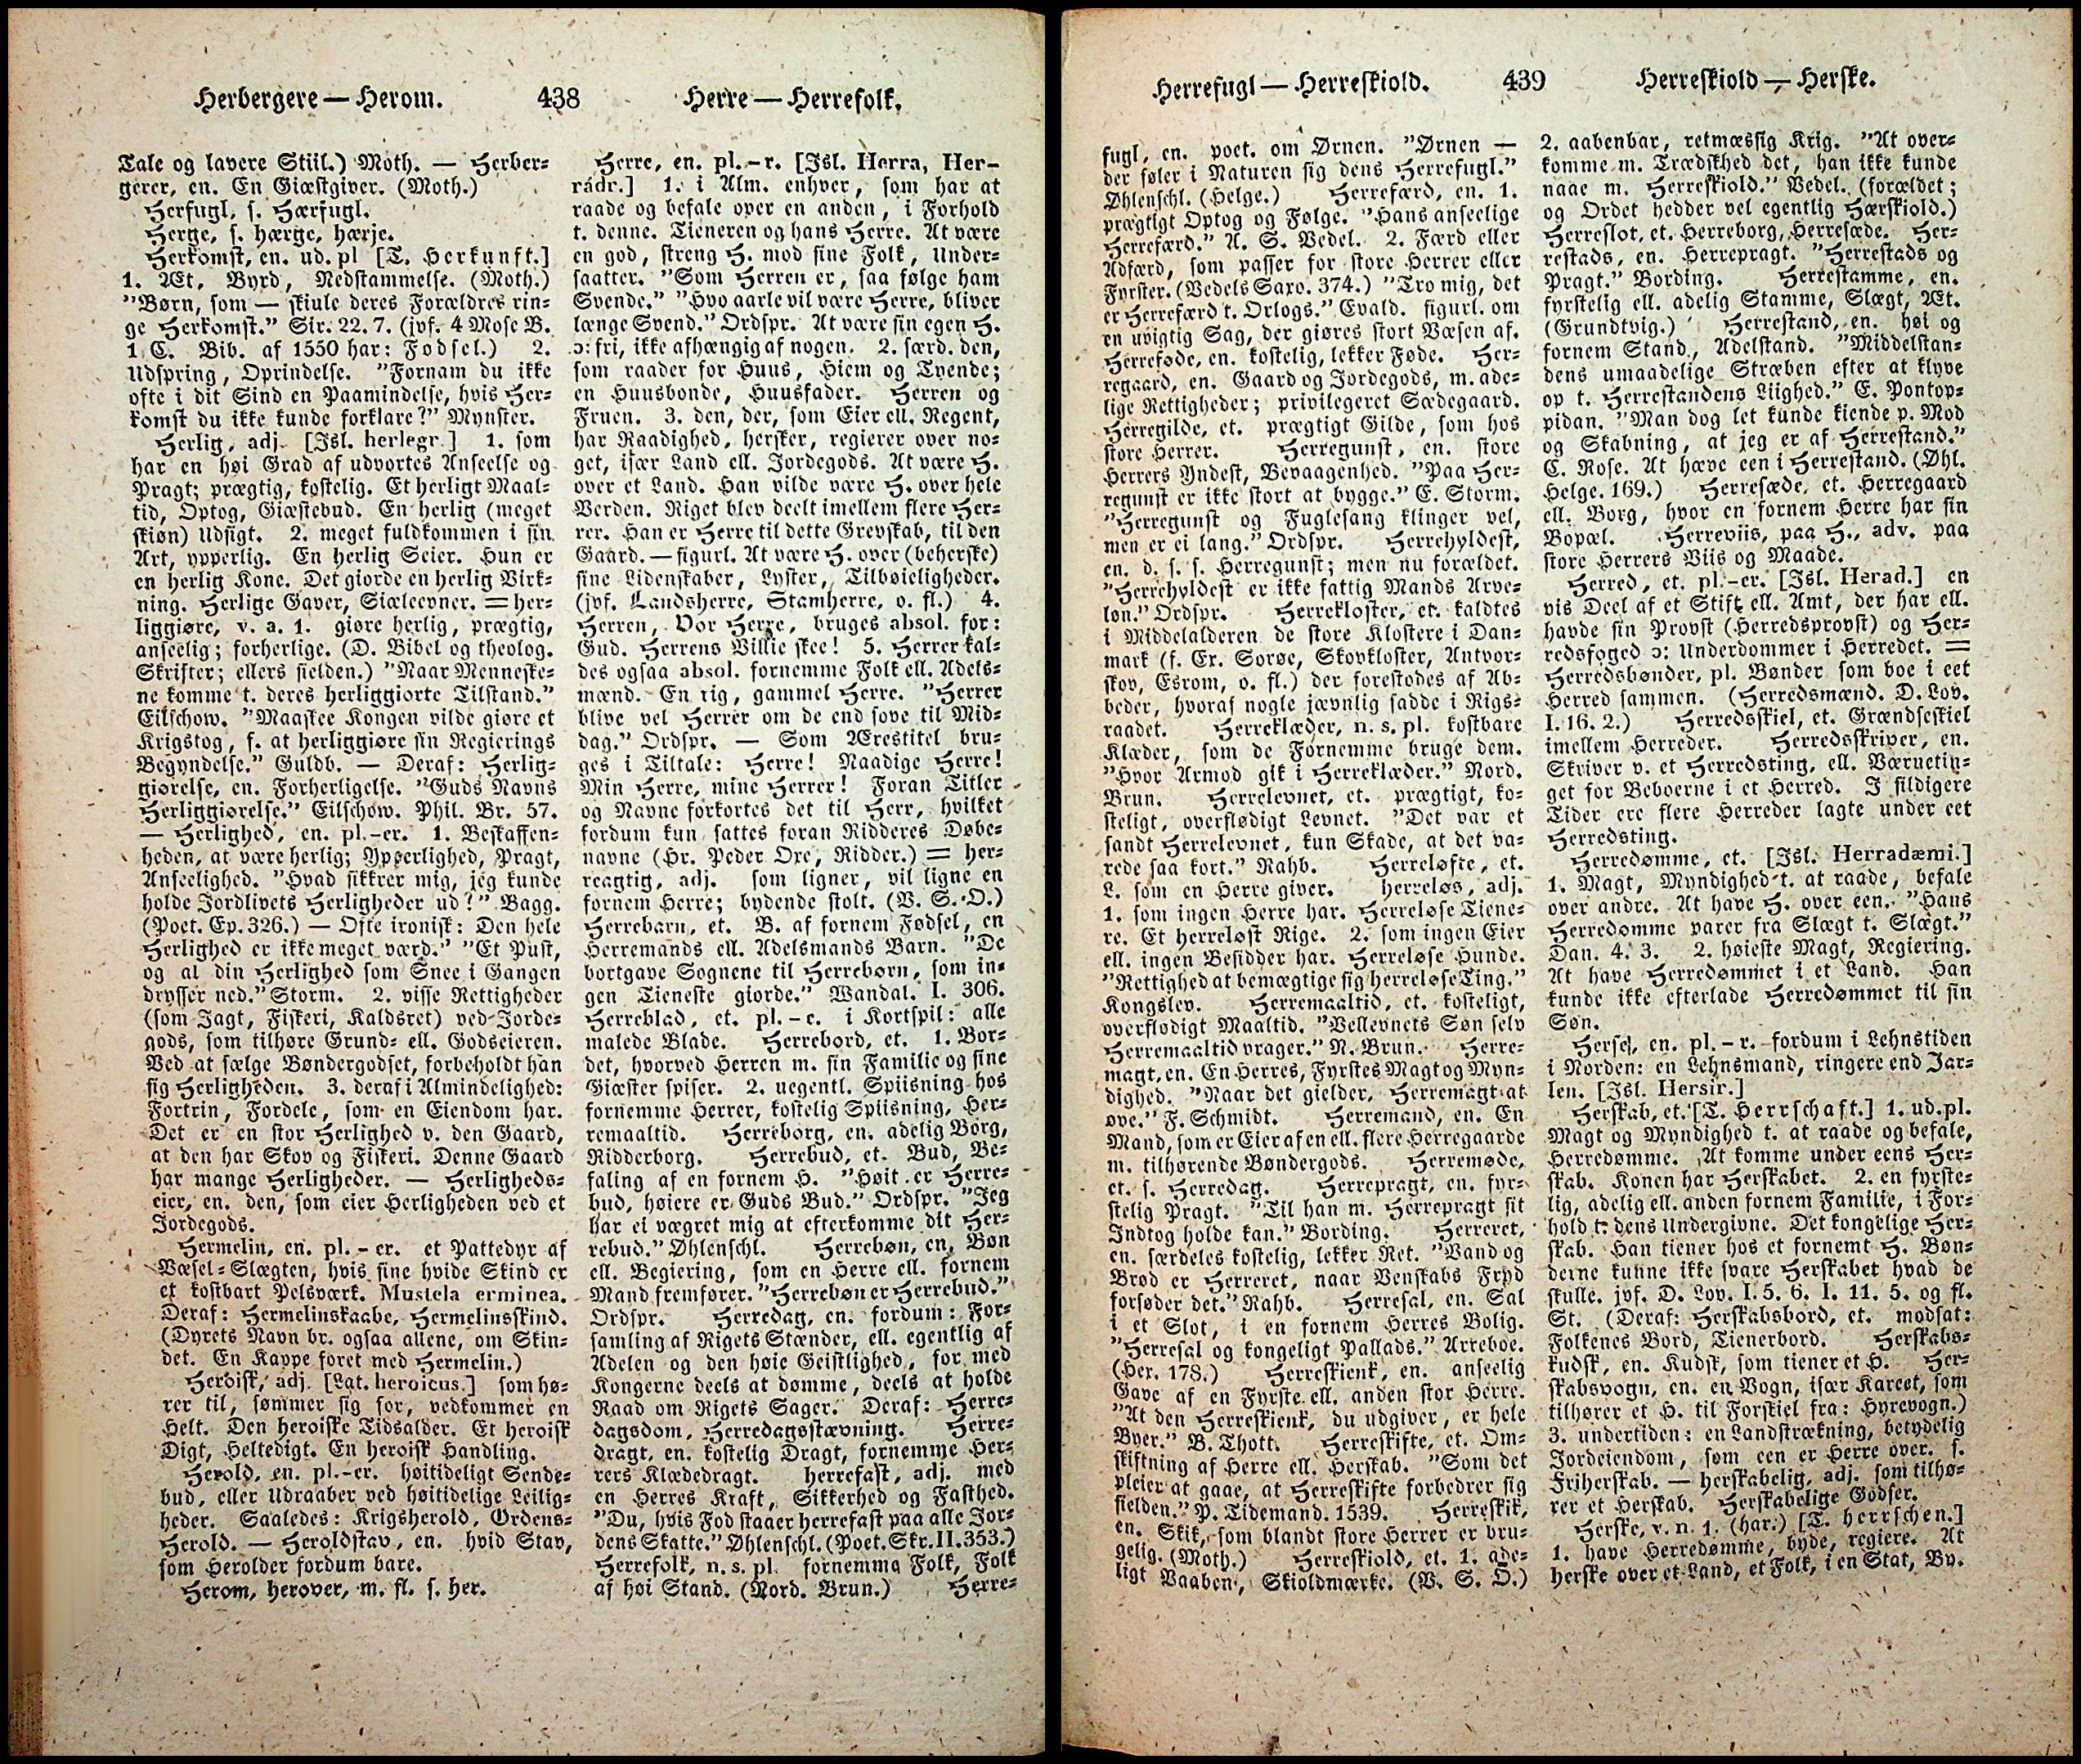 Herbergere — Herom. 438 Herre — Herrefolk.
Tale og lavere Stiil.) Moth. — Herber=
gerer, en. En Giæstgiver. (Moth.)
Herfugl, s. Hærfugl.
Herge, s. hærge, hærje.
Herkomst, en. ud. pl [T. Herkunft.]
1. Æt, Byrd, Nedstammelse. (Moth.)
"Børn, som — skiule deres Forældres rin=
ge Herkomst." Sir. 22. 7. (jvf. 4 Mose B.
1 C. Bib. af 1550 har: Fødsel.) 2.
Udspring, Oprindelse. "Fornam du ikke
ofte i dit Sind en Paamindelse, hvis Her=
komst du ikke kunde forklare?" Mynster.
Herlig, adj. [Isl. herlegr.] 1. som
har en høi Grad af udvortes Anseelse og
Pragt; prægtig, kostelig. Et herligt Maal=
tid, Optog, Giæstebud. En herlig (meget
skiøn) Udsigt. 2. meget fuldkommen i sin
Art, ypperlig. En herlig Seier. Hun er
en herlig Kone. Det giorde en herlig Virk=
ning. Herlige Gaver, Siæleevner. = her=
liggiøre, v. a. 1. giøre herlig, prægtig,
anseelig; forherlige. (D. Bibel og theolog.
Skrifter; ellers sielden.) "Naar Menneske=
ne komme t. deres herliggiorte Tilstand."
Eilschow. "Maaskee Kongen vilde giøre et
Krigstog, f. at herliggiøre sin Regierings
Begyndelse." Guldb. — Deraf: Herlig=
giørelse, en. Forherligelse. "Guds Navns
Herliggiørelse." Eilschow. Phil. Br. 57.
— Herlighed, en. pl.-er. 1. Beskaffen=
heden, at være herlig; Ypperlighed, Pragt,
Anseelighed. "Hvad sikkrer mig, jeg kunde
holde Jordlivets Herligheder ud?" Bagg.
(Poet. Ep. 326.) — Ofte ironisk: Den hele
Herlighed er ikke meget værd." "Et Pust,
og al din Herlighed som Snee i Gangen
drysser ned." Storm. 2. visse Rettigheder
(som Jagt, Fiskeri, Kaldsret) ved Jorde=
gods, som tilhøre Grund= ell. Godseieren.
Ved at sælge Bøndergodset, forbeholdt han
sig Herligheden. 3. deraf i Almindelighed:
Fortrin, Fordele, som en Eiendom har.
Det er en stor Herlighed v. den Gaard,
at den har Skov og Fiskeri. Denne Gaard
har mange Herligheder. — Herligheds=
eier, en. den, som eier Herligheden ved et
Jordegods.
Hermelin, en. pl. - er. et Pattedyr af
Væsel=Slægten, hvis fine hvide Skind er
et kostbart Pelsværk. Mustela erminea.
Deraf: Hermelinskaabe, Hermelinsskind.
(Dyrets Navn br. ogsaa allene, om Skin=
det. En Kappe foret med Hermelin.)
Heroisk, adj. [Lat. heroicus.] som hø=
rer til, sømmer sig for, vedkommer en
Helt. Den heroiske Tidsalder. Et heroisk
Digt, Heltedigt. En heroisk Handling.
Herold, en. pl.-er. høitideligt Sende=
bud, eller Udraaber ved høitidelige Leilig=
heder. Saaledes: Krigsherold, Ordens=
Herold. — Heroldstav, en. hvid Stav,
som Herolder fordum bare.
Herom, herover, m. fl. s. her.
Herre, en. pl.-r. [Isl. Herra, Her-
rádr.] 1. i Alm. enhver, som har at
raade og befale over en anden, i Forhold
t. denne. Tieneren og hans Herre. At være
en god, streng H. mod sine Folk, Under=
saatter. "Som Herren er, saa følge ham
Svende." "Hvo aarle vil være Herre, bliver
længe Svend." Ordspr. At være sin egen H.
ɔ: fri, ikke afhængig af nogen. 2. særd. den,
som raader for Huus, Hiem og Tyende;
en Huusbonde, Huusfader. Herren og
Fruen. 3. den, der, som Eier ell. Regent,
har Raadighed, hersker, regierer over no=
get, især Land ell. Jordegods. At være H.
over et Land. Han vilde være H. over hele
Verden. Riget blev deelt imellem flere Her=
rer. Han er Herre til dette Grevskab, til den
Gaard. — figurl. At være H. over (beherske)
sine Lidenskaber, Lyster, Tilbøieligheder.
(jvf. Landsherre, Stamherre, o. fl.) 4.
Herren, Vor Herre, bruges absol. for:
Gud. Herrens Villie skee! 5. Herrer kal=
des ogsaa absol. fornemme Folk ell. Adels=
mænd. En rig, gammel Herre. "Herrer
blive vel Herrer om de end sove til Mid=
dag." Ordspr. — Som Ærestitel bru=
ges i Tiltale: Herre! Naadige Herre!
Min Herre, mine Herrer! Foran Titler
og Navne forkortes det til Herr, hvilket
fordum kun sattes foran Ridderes Døbe=
navne (Hr. Peder Oxe, Ridder.) = her=
reagtig, adj. som ligner, vil ligne en
fornem Herre; bydende stolt. (V. S. O.)
Herrebarn, et. B. af fornem Fødsel, en
Herremands ell. Adelsmands Barn. "De
bortgave Sognene til Herrebørn, som in=
gen Tieneste giorde." Wandal. I. 306.
Herreblad, et. pl.-e. i Kortspil: alle
malede Blade. Herrebord, et. 1. Bor=
det, hvorved Herren m. sin Familie og sine
Giæster spiser. 2. uegentl. Spiisning hos
fornemme Herrer, kostelig Spiisning, Her=
remaaltid. Herreborg, en. adelig Borg,
Ridderborg. Herrebud, et. Bud, Be=
faling af en fornem H. "Høit er Herre=
bud, høiere er Guds Bud." Ordspr. "Jeg
har ei vægret mig at efterkomme dit Her=
rebud." Øhlenschl. Herrebøn, en. Bøn
ell. Begiering, som en Herre ell. fornem
Mand fremfører. "Herrebøn er Herrebud."
Ordspr. Herredag, en. fordum: For=
samling af Rigets Stænder, ell. egentlig af
Adelen og den høie Geistlighed, for med
Kongerne deels at dømme, deels at holde
Raad om Rigets Sager. Deraf: Herre=
dagsdom, Herredagsstævning. Herre=
dragt, en. kostelig Dragt, fornemme Her=
rers Klædedragt. herrefast, adj. med
en Herres Kraft, Sikkerhed og Fasthed.
"Du, hvis Fod staaer herrefast paa alle Jor=
dens Skatte." Øhlenschl. (Poet. Skr. II. 353.)
Herrefolk, n. s. pl. fornemme Folk, Folk
af høi Stand. (Nord. Brun.) Herre=
Herrefugl — Herreskiold. 439 Herreskiold — Herske.
fugl, en. poet. om Ørnen. "Ørnen —
der føler i Naturen sig dens Herrefugl."
Øhlenschl. (Helge.) Herrefærd, en. 1.
prægtigt Optog og Følge. "Hans anseelige
Herrefærd." A. S. Vedel. 2. Færd eller
Adfærd, som passer for store Herrer eller
Fyrster. (Vedels Saxo. 374.) "Tro mig, det
er Herrefærd t. Orlogs." Evald. figurl. om
en uvigtig Sag, der giøres stort Væsen af.
Herreføde, en. kostelig, lekker Føde. Her=
regaard, en. Gaard og Jordegods, m. ade=
lige Rettigheder; privilegeret Sædegaard.
Herregilde, et. prægtigt Gilde, som hos
store Herrer. Herregunst, en. store
Herrers Yndest, Bevaagenhed. "Paa Her=
regunst er ikke stort at bygge." E. Storm.
"Herregunst og Fuglesang klinger vel,
men er ei lang." Ordspr. Herrehyldest,
en. d. s. s. Herregunst; men nu forældet.
"Herrehyldest er ikke fattig Mands Arve=
lon." Ordspr. Herrekloster, et. kaldtes
i Middelalderen de store Klostere i Dan=
mark (f. Ex. Sorøe, Skovkloster, Antvor=
skov, Esrom, o. fl.) der forestodes af Ab=
beder, hvoraf nogle jævnlig sadde i Rigs=
raadet. Herreklæder, n. s. pl. kostbare
Klæder, som de Fornemme bruge dem.
"Hvor Armod gik i Herreklæder." Nord.
Brun. Herrelevnet, et. prægtigt, ko=
steligt, overflødigt Levnet. "Det var et
sandt Herrelevnet, kun Skade, at det va=
rede saa kort." Rahb. Herreløfte, et.
L. som en Herre giver. herreløs, adj.
1. som ingen Herre har. Herreløse Tiene=
re. Et herreløst Rige. 2. som ingen Eier
ell. ingen Besidder har. Herreløse Hunde.
"Rettighed at bemægtige sig herreløse Ting."
Kongslev. Herremaaltid, et. kosteligt,
overflødigt Maaltid. "Vellevnets Søn selv
Herremaaltid vrager." N. Brun. Herre=
magt, en. En Herres, Fyrstes Magt og Myn=
dighed. "Naar det gielder, Herremagt at
øve." F. Schmidt. Herremand, en. En
Mand, som er Eier af en ell. flere Herregaarde
m. tilhørende Bøndergods. Herremøde,
et. s. Herredag. Herrepragt, en. fyr=
stelig Pragt. "Til han m. Herrepragt sit
Indtog holde kan." Bording. Herreret,
en. særdeles kostelig, lekker Ret. "Vand og
Brød er Herreret, naar Venskabs Fryd
forsøder det." Rahb. Herresal, en. Sal
i et Slot, i en fornem Herres Bolig.
"Herresal og kongeligt Pallads." Arreboe.
(Hex. 178.) Herreskienk, en. anseelig
Gave af en Fyrste ell. anden stor Herre.
"At den Herreskienk, du udgiver, er hele
Byer." B. Thott. Herreskifte, et. Om=
skiftning af Herre ell. Herskab. "Som det
pleier at gaae, at Herreskifte forbedrer sig
sielden." P. Tidemand. 1539. Herreskik,
en. Skik, som blandt store Herrer er bru=
gelig. (Moth.) Herreskiold, et. 1. ade=
ligt Vaaben, Skioldmærke. (V. S. O.)
2. aabenbar, retmæssig Krig. "At over=
komme m. Trædskhed det, han ikke kunde
naae m. Herreskiold." Vedel. (forældet;
og Ordet hedder vel egentlig Hærskiold.)
Herreslot, et. Herreborg, Herresæde. Her=
restads, en. Herrepragt. "Herrestads og
Pragt." Bording. Herrestamme, en.
fyrstelig ell. adelig Stamme, Slægt, Æt.
(Grundtvig.) Herrestand, en. høi og
fornem Stand, Adelstand. "Middelstan=
dens umaadelige Stræben efter at klyve
op t. Herrestandens Liighed." E. Pontop=
pidan. "Man dog let kunde kiende p. Mod
og Skabning, at jeg er af Herrestand."
C. Rose. At hæve een i Herrestand. (Øhl.
Helge. 169.) Herresæde, et. Herregaard
ell. Borg, hvor en fornem Herre har sin
Bopæl. Herreviis, paa H., adv. paa
store Herrers Viis og Maade.
Herred, et. pl.-er. [Isl. Herad.] en
vis Deel af et Stift ell. Amt, der har ell.
havde sin Provst (Herredsprovst) og Her=
redsfoged ɔ: Underdommer i Herredet. =
Herredsbønder, pl. Bønder som boe i eet
Herred sammen. (Herredsmænd. D. Lov.
I. 16. 2.) Herredsskiel, et. Grændseskiel
imellem Herreder. Herredsskriver, en.
Skriver v. et Herredsting, ell. Værnetin=
get for Beboerne i et Herred. I sildigere
Tider ere flere Herreder lagte under eet
Herredsting.
Herredømme, et. [Isl. Herradæmi.]
1. Magt, Myndighed t. at raade, befale
over andre. At have H. over een. "Hans
Herredømme varer fra Slægt t. Slægt."
Dan. 4. 3. 2. høieste Magt, Regiering.
At have Herredømmet i et Land. Han
kunde ikke efterlade Herredømmet til sin
Søn.
Hersel, en. pl.-r. fordum i Lehnstiden
i Norden: en Lehnsmand, ringere end Jar=
len. [Isl. Hersir.]
Herskab, et. [T. Herrschaft.] 1. ud. pl.
Magt og Myndighed t. at raade og befale,
Herredømme. At komme under eens Her=
skab. Konen har Herskabet. 2. en fyrste=
lig, adelig ell. anden fornem Familie, i For=
hold t. dens Undergivne. Det kongelige Her=
skab. Han tiener hos et fornemt H. Bøn=
derne kunne ikke svare Herskabet hvad de
skulle. jvf. D. Lov. I. 5. 6. I. 11. 5. og fl.
St. (Deraf: Herskabsbord, et. modsat:
Folkenes Bord, Tienerbord. Herskabs=
kudsk, en. Kudsk, som tiener et H. Her=
skabsvogn, en. en Vogn, især Kareet, som
tilhører et H. til Forskiel fra: Hyrevogn.)
3. undertiden: en Landstrækning, betydelig
Jordeiendom, som een er Herre over. s.
Friherskab. — herskabelig, adj. som tilhø=
rer et Herskab. Herskabelige Godser.
Herske, v. n. 1. (har.) [T. herrschen.]
1. have Herredømme, byde, regiere. At
herske over et Land, et Folk, i en Stat, By.